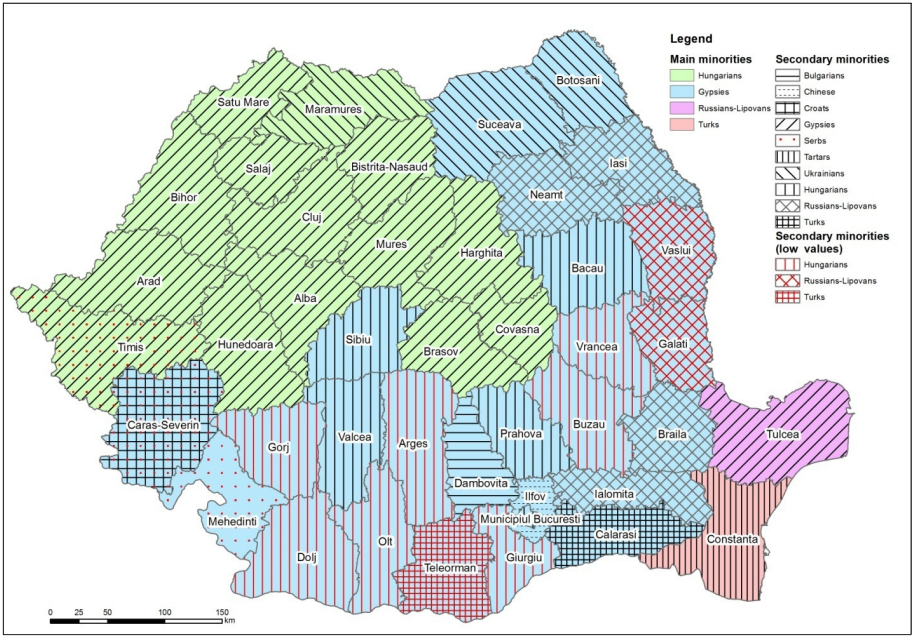 Legend
Main minorities
Hungarians
Gypsies
Russians-Lipovans
Turks
Secondary minorities
Bulgarians
Chinese
Croats
Gypsies
Serbs
Tartars
Ukrainians
Hungarians
Russians-Lipovans
Turks
Secondary minorities
(low values)
Hungarians
Russians-Lipovans
Turks
Botosani
Satu Mare
Maramures
Suceava
Iasi
Salaj
Bistrita-Nasaud
Neamt
Bihor
Cluj
Mures
Harghita
Vaslui
Bacau
Arad
Alba
Covasna
Sibiu
Timis
Hunedoara
Brasov
Vrancea
Galati
Caras-Severin
Gorj
Valcea
Arges
Prahova
Buzau
Braila
Tulcea
Dambovita
Ilfov
Ialomita
Mehedinti
Municipiul Bucuresti
Calarasi
Constanta
Dolj
Olt
Teleorman
Giurgiu
0 25 50 100 150
km